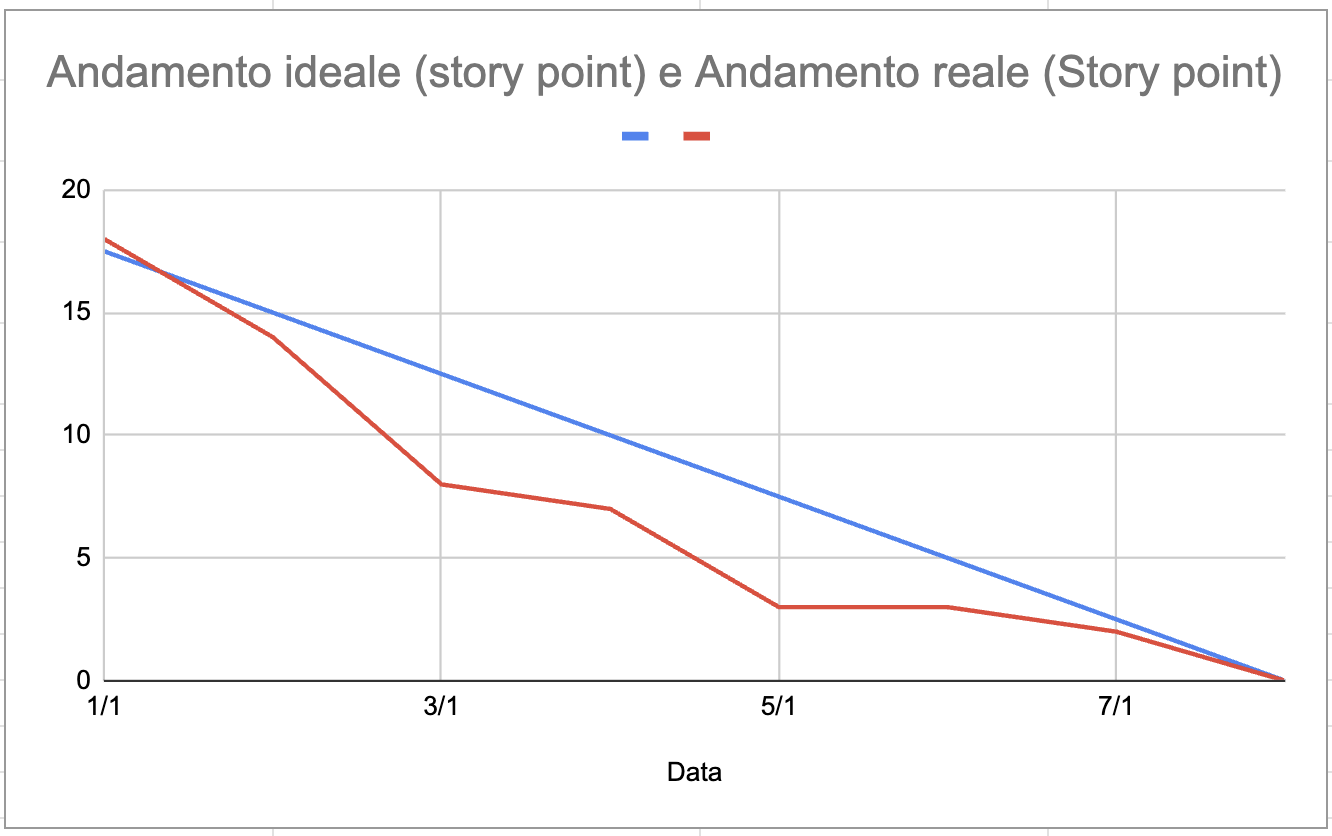 Andamento ideale (story point) e Andamento reale (Story point)
20
15
10
5
0
1/1 3/1 5/1 7/1
Data